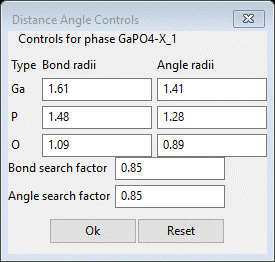 Distance Angle Controls
Controls for phase GaPO4-X_1
Type Bond radii Angle radii
Ga 1.61 1.41
P 1.48 1.28
O 1.09 0.89
Bond search factor 0.85
Angle search factor 0.85
Ok Reset